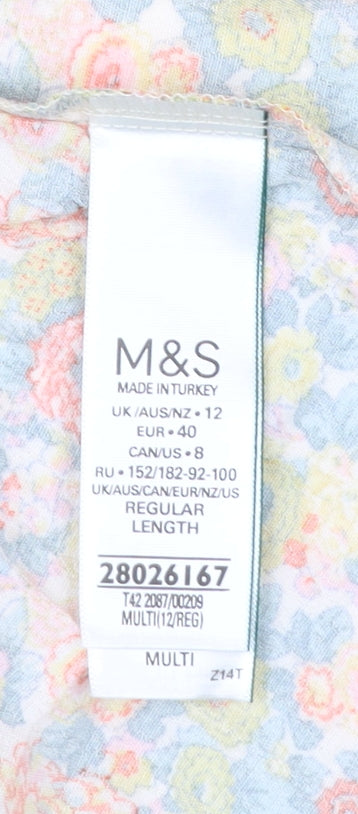 M&S
MADE IN TURKEY
UK/AUS/NZ • 12
EUR • 40
CAN/US • 8
RU • 152/182-92-100
UK/AUS/CAN/EUR/NZ/US
REGULAR
LENGTH
28026167
T42 2087/00209
MULTI(12/REG)
MULTI
Z14T